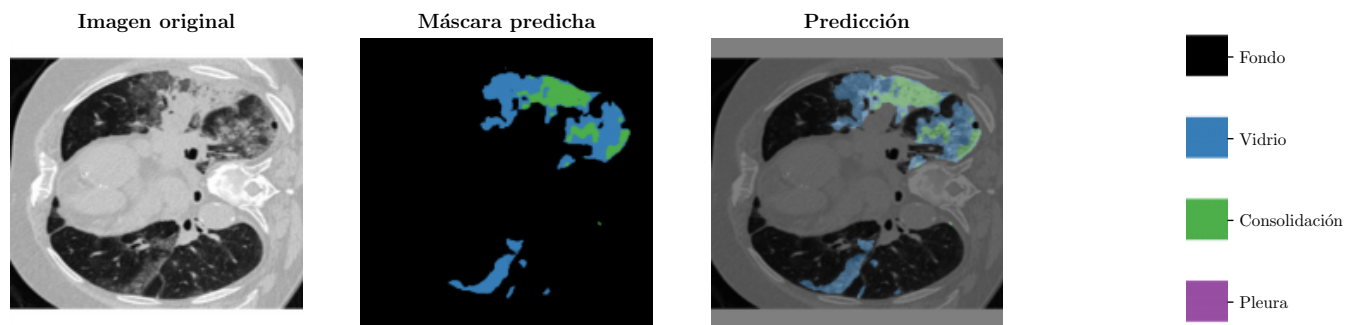 Imagen original
Máscara predicha
Predicción
Fondo
Vidrio
Consolidación
Pleura